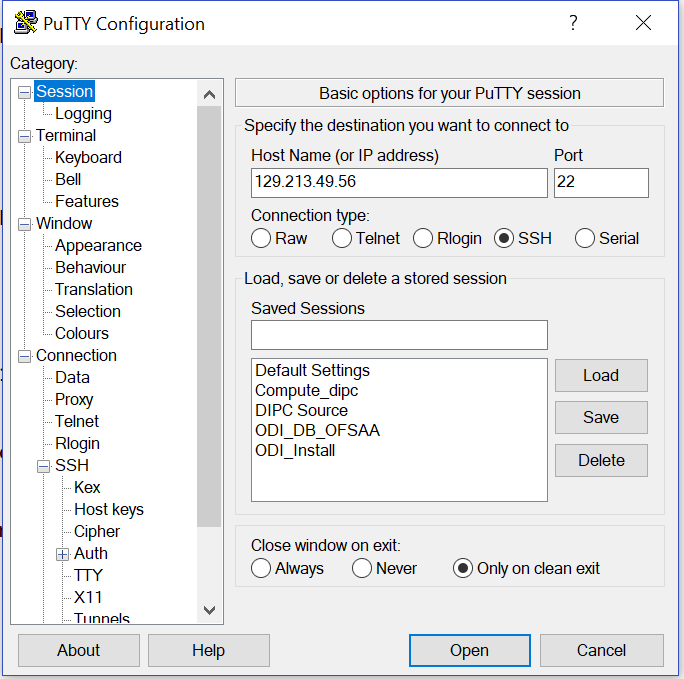 PuTTY Configuration
?
Category:
Session
Logging
Terminal
Keyboard
Bell
Features
Window
Appearance
Behaviour
Translation
Selection
Colours
Connection
Data
Proxy
Telnet
Rlogin
SSH
Kex
Host keys
Cipher
Auth
TTY
X11
Tunnels
Basic options for your PuTTY session
Specify the destination you want to connect to
Host Name (or IP address) Port
129.213.49.56 22
Connection type:
Raw Telnet Rlogin SSH Serial
Load, save or delete a stored session
Saved Sessions
Default Settings
Compute_dipc
DIPC Source
ODI_DB_OFSAA
ODI_Install
Load
Save
Delete
Close window on exit:
Always Never Only on clean exit
About Help Open Cancel